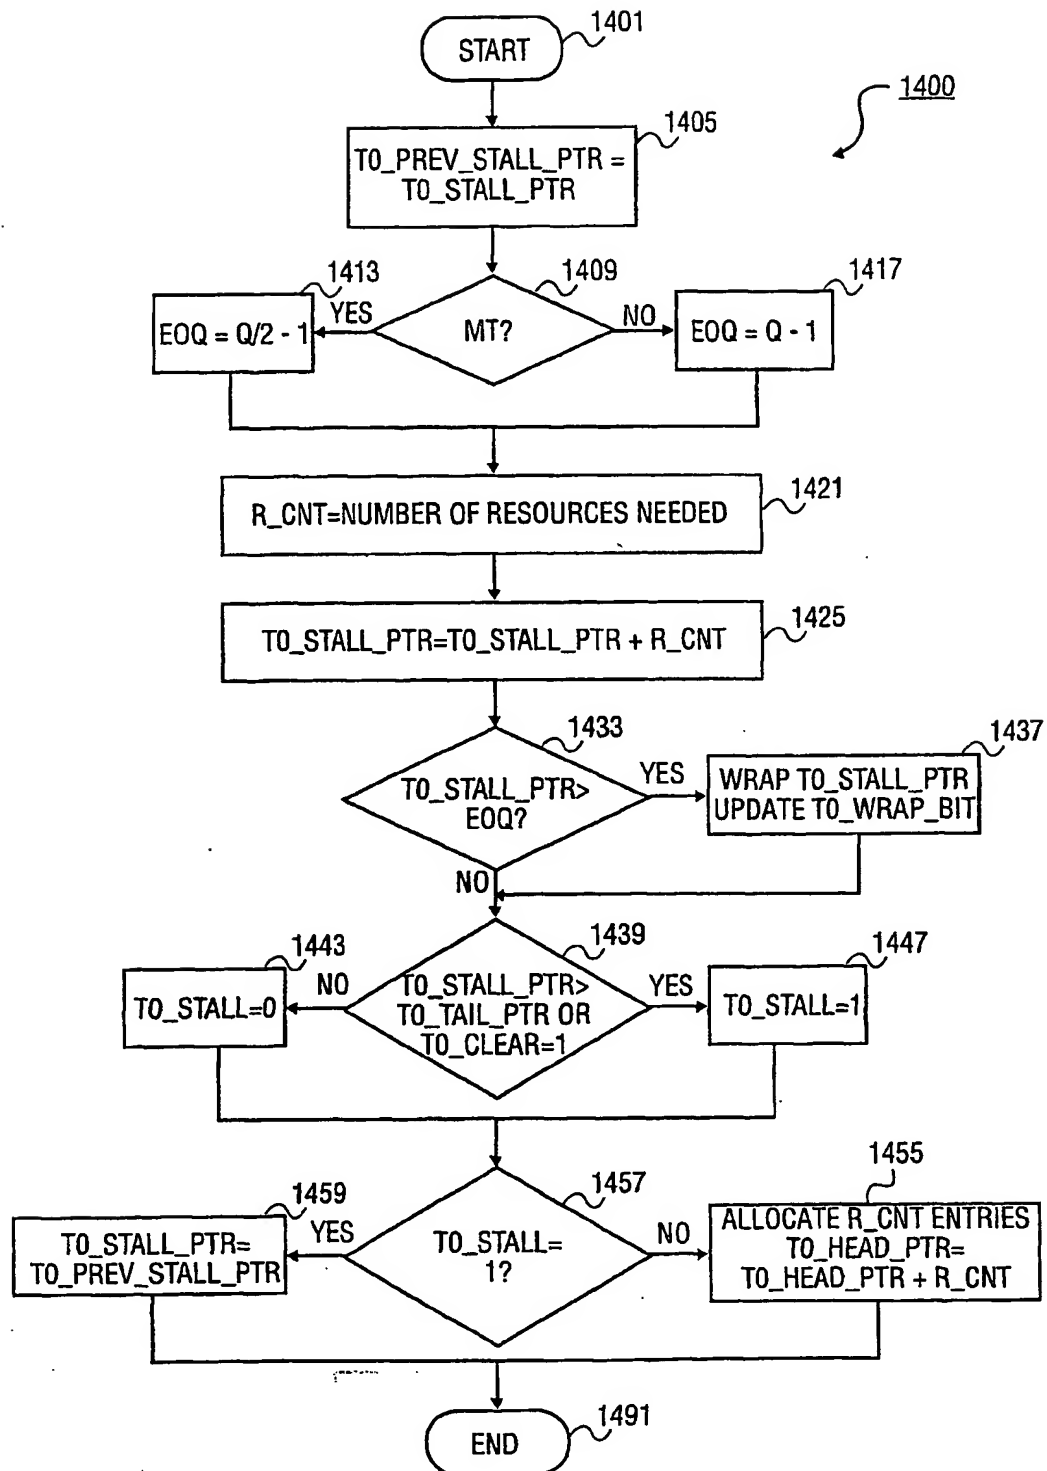 1401
START
1400
1405
T0_PREV_STALL_PTR =
T0_STALL_PTR
1413
1409
1417
EOQ = Q/2 - 1
YES
MT?
NO
EOQ = Q - 1
1421
R_CNT=NUMBER OF RESOURCES NEEDED
1425
T0_STALL_PTR=T0_STALL_PTR + R_CNT
1433
1437
T0_STALL_PTR>
EOQ?
YES
WRAP T0_STALL_PTR
UPDATE T0_WRAP_BIT
NO
1443
1439
1447
T0_STALL=0
NO
T0_STALL_PTR>
T0_TAIL_PTR OR
T0_CLEAR=1
YES
T0_STALL=1
1459
1457
1455
T0_STALL_PTR=
T0_PREV_STALL_PTR
YES
T0_STALL=
1?
NO
ALLOCATE R_CNT ENTRIES
T0_HEAD_PTR=
T0_HEAD_PTR + R_CNT
1491
END